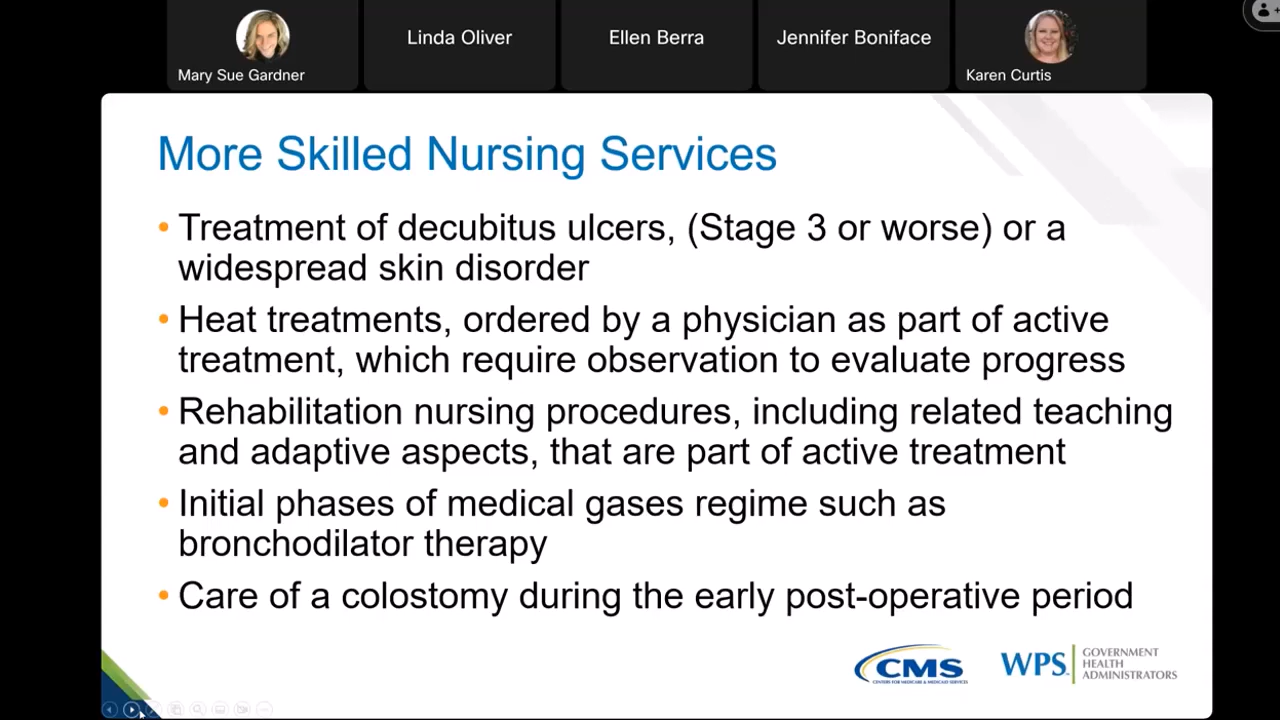 Linda Oliver
Ellen Berra
Jennifer Boniface
Mary Sue Gardner
Karen Curtis
More Skilled Nursing Services
• Treatment of decubitus ulcers, (Stage 3 or worse) or a
widespread skin disorder
• Heat treatments, ordered by a physician as part of active
treatment, which require observation to evaluate progress
• Rehabilitation nursing procedures, including related teaching
and adaptive aspects, that are part of active treatment
• Initial phases of medical gases regime such as
bronchodilator therapy
• Care of a colostomy during the early post-operative period
CMS
CENTERS FOR MEDICARE & MEDICAID SERVICES
WPS
GOVERNMENT
HEALTH
ADMINISTRATORS